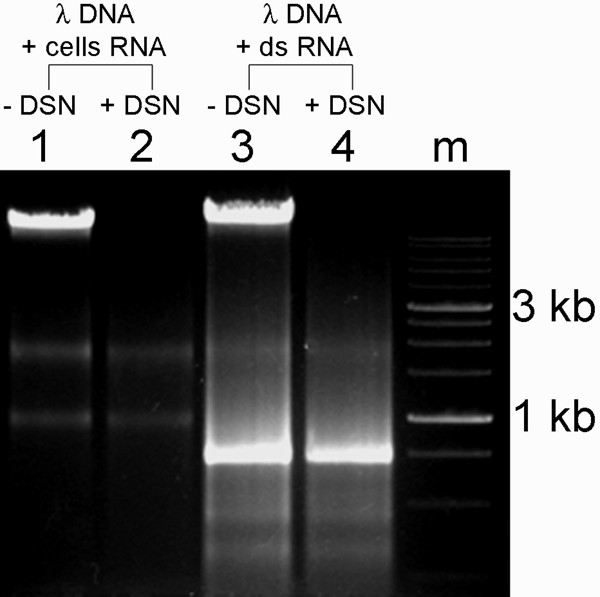 λ DNA
+ cells RNA
λ DNA
+ ds RNA
- DSN
+ DSN
- DSN
+ DSN
1
2
3
4
m
3 kb
1 kb